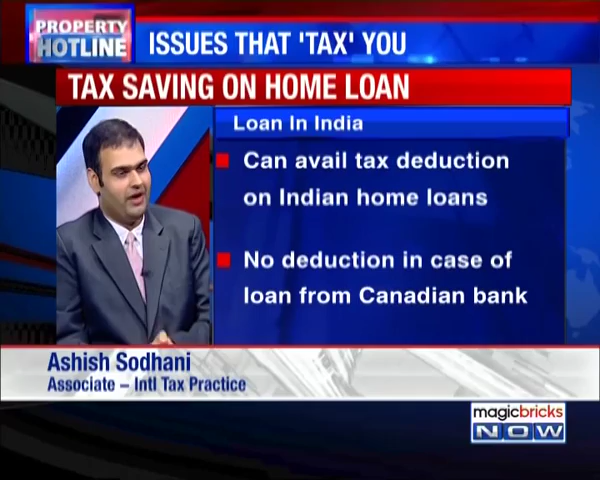 PROPERTY
HOTLINE
ISSUES THAT 'TAX' YOU
TAX SAVING ON HOME LOAN
Loan In India
Can avail tax deduction
on Indian home loans
No deduction in case of
loan from Canadian bank
Ashish Sodhani
Associate – Intl Tax Practice
magicbricks
NOW